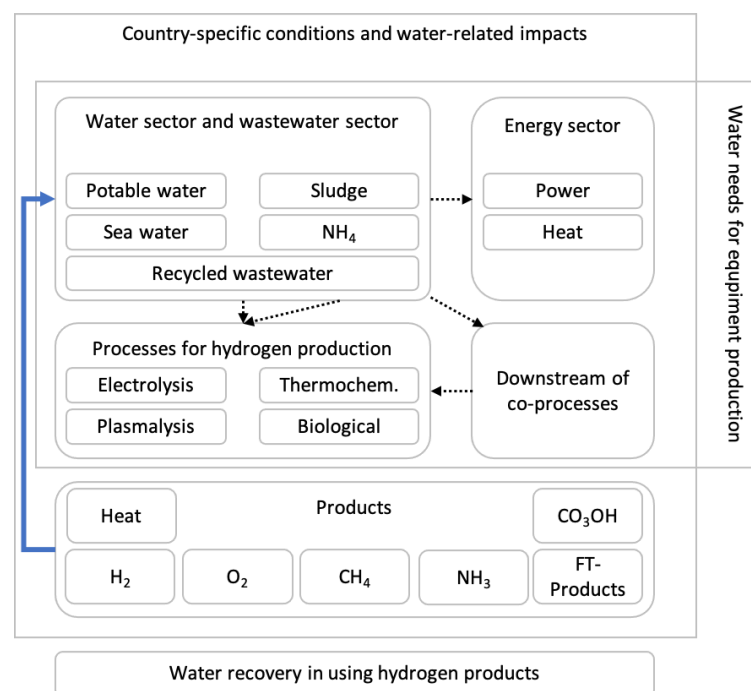 Country-specific conditions and water-related impacts
Water sector and wastewater sector
Energy sector
Potable water
Sludge
Power
Sea water
NH₄
Heat
Recycled wastewater
Water needs for equpiment production
Processes for hydrogen production
Electrolysis
Thermochem.
Plasmalysis
Biological
Downstream of
co-processes
Products
Heat
CO₃OH
H₂
O₂
CH₄
NH₃
FT-
Products
Water recovery in using hydrogen products